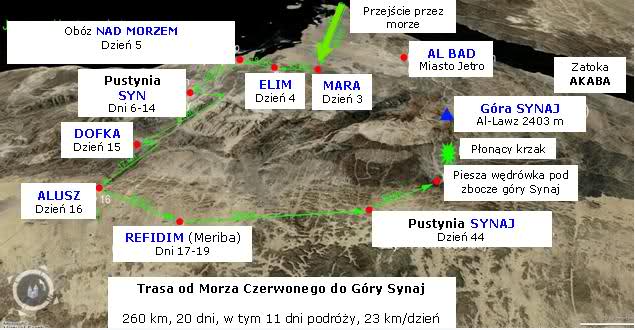 Przejście przez
morze
Obóz NAD MORZEM
Dzień 5
AL BAD
Miasto Jetro
Zatoka
AKABA
Pustynia
SYN
Dni 6-14
ELIM
Dzień 4
MARA
Dzień 3
Góra SYNAJ
Al-Lawz 2403 m
DOFKA
Dzień 15
Płonący krzak
Piesza wędrówka pod
zbocze góry Synaj
ALUSZ
Dzień 16
16
REFIDIM (Meriba)
Dni 17-19
Pustynia SYNAJ
Dzień 44
Trasa od Morza Czerwonego do Góry Synaj
260 km, 20 dni, w tym 11 dni podróży, 23 km/dzień